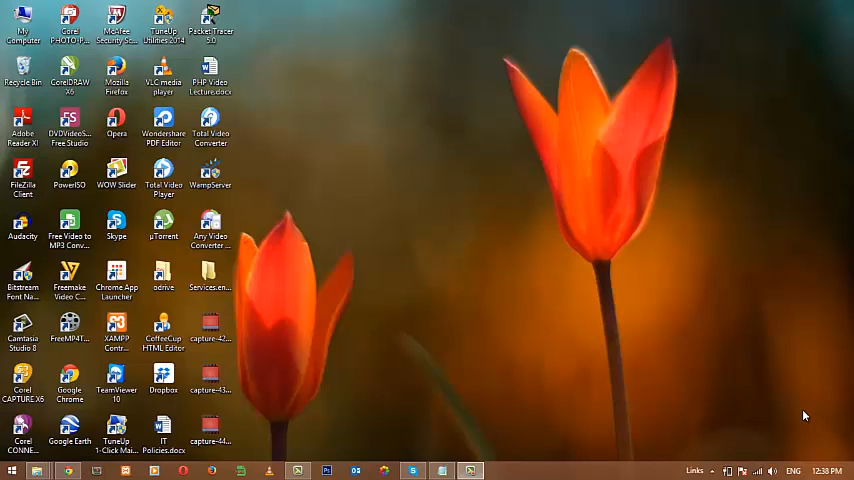 My
Computer
Corel
PHOTO-P...
McAfee
Security Sc...
TuneUp
Utilities 2014
Packet Tracer
5.0
Recycle Bin
CorelDRAW
X6
Mozilla
Firefox
VLC media
player
PHP Video
Lecture.docx
Adobe
Reader XI
DVDVideoS...
Free Studio
Opera
Wondershare
PDF Editor
Total Video
Converter
FileZilla
Client
PowerISO
WOW Slider
Total Video
Player
WampServer
Audacity
Free Video to
MP3 Conv...
Skype
µTorrent
Any Video
Converter ...
Bitstream
Font Na...
Freemake
Video C...
Chrome App
Launcher
odrive
Services.en...
Camtasia
Studio 8
FreeMP4T...
XAMPP
Contr...
CoffeeCup
HTML Editor
capture-42...
Corel
CAPTURE X6
Google
Chrome
TeamViewer
10
Dropbox
capture-43...
Corel
CONNE...
Google Earth
TuneUp
1-Click Mai...
IT
Policies.docx
capture-44...
Links
ENG
12:38 PM